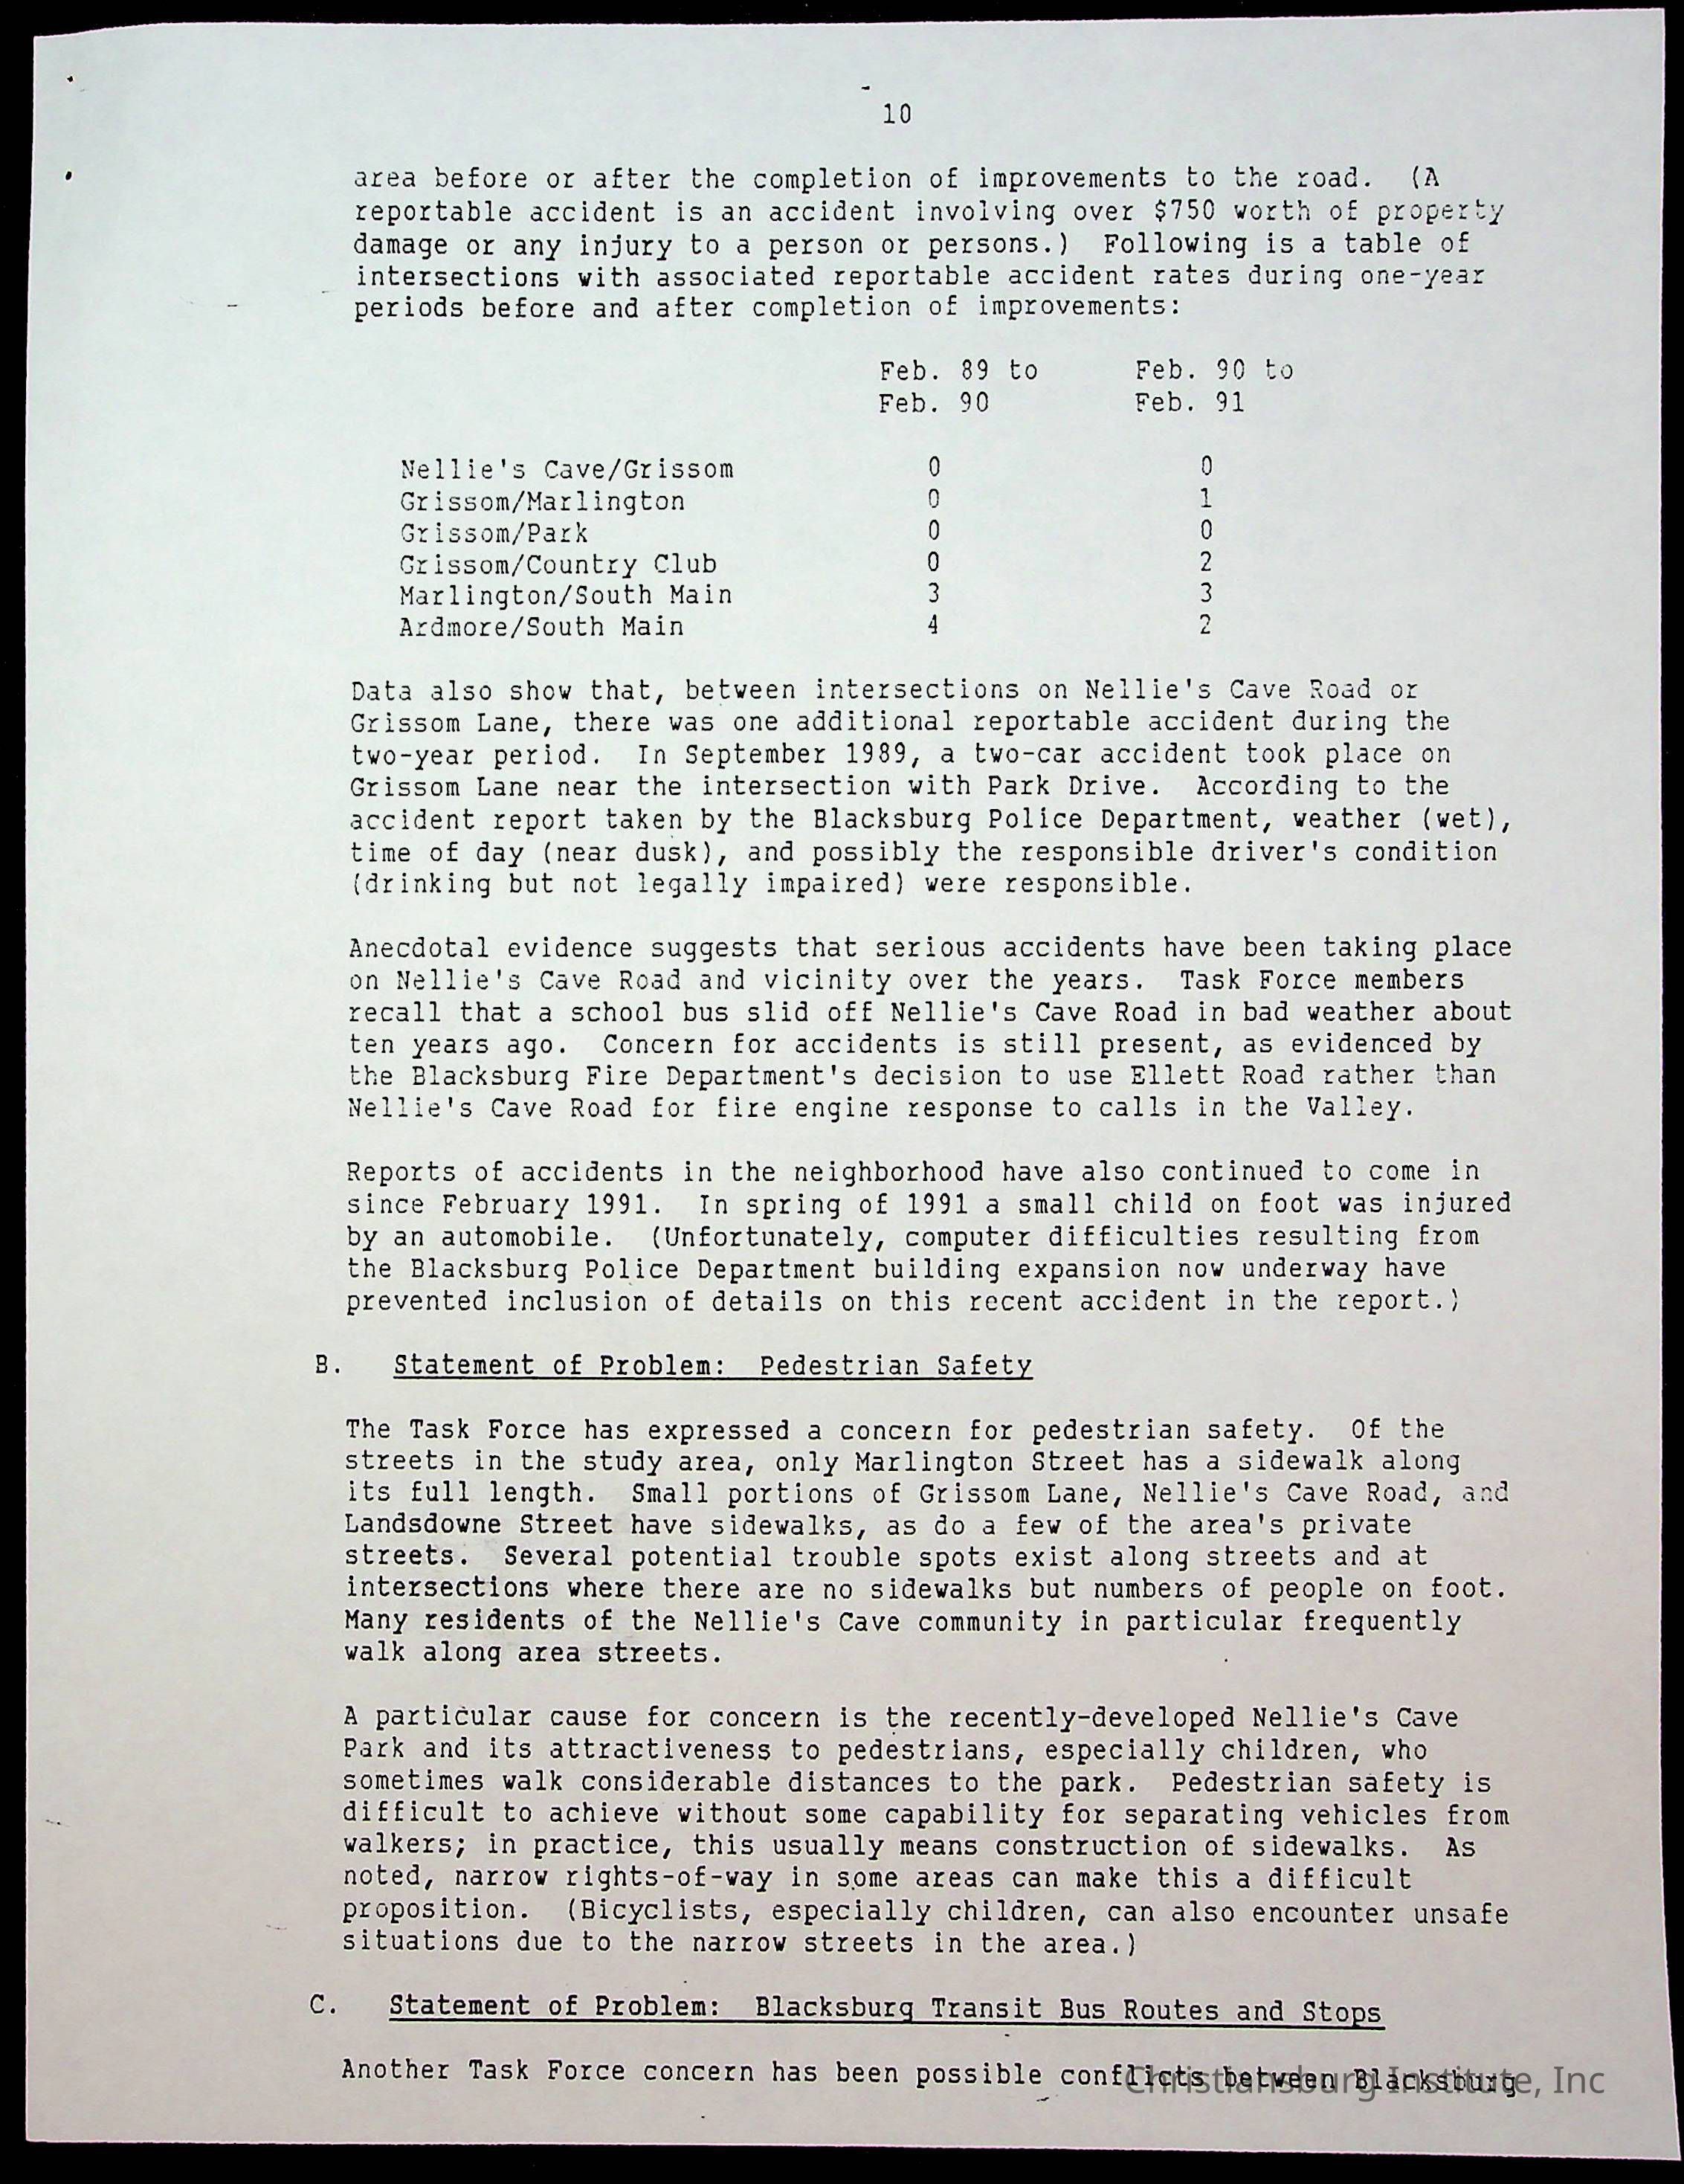 10
area before or after the completion of improvements to the road.  (A
reportable accident is an accident involving over $750 worth of property
damage or any injury to a person or persons.)  Following is a table of
intersections with associated reportable accident rates during one-year
periods before and after completion of improvements:
Feb. 89 to    Feb. 90 to
Feb. 90    Feb. 91
Nellie's Cave/Grissom    0    0
Grissom/Marlington    0    1
Grissom/Park    0    0
Grissom/Country Club    0    2
Marlington/South Main    3    3
Ardmore/South Main    4    2
Data also show that, between intersections on Nellie's Cave Road or
Grissom Lane, there was one additional reportable accident during the
two-year period.  In September 1989, a two-car accident took place on
Grissom Lane near the intersection with Park Drive.  According to the
accident report taken by the Blacksburg Police Department, weather (wet),
time of day (near dusk), and possibly the responsible driver's condition
(drinking but not legally impaired) were responsible.
Anecdotal evidence suggests that serious accidents have been taking place
on Nellie's Cave Road and vicinity over the years.  Task Force members
recall that a school bus slid off Nellie's Cave Road in bad weather about
ten years ago.  Concern for accidents is still present, as evidenced by
the Blacksburg Fire Department's decision to use Ellett Road rather than
Nellie's Cave Road for fire engine response to calls in the Valley.
Reports of accidents in the neighborhood have also continued to come in
since February 1991.  In spring of 1991 a small child on foot was injured
by an automobile.  (Unfortunately, computer difficulties resulting from
the Blacksburg Police Department building expansion now underway have
prevented inclusion of details on this recent accident in the report.)
B.    Statement of Problem:  Pedestrian Safety
The Task Force has expressed a concern for pedestrian safety.  Of the
streets in the study area, only Marlington Street has a sidewalk along
its full length.  Small portions of Grissom Lane, Nellie's Cave Road, and
Landsdowne Street have sidewalks, as do a few of the area's private
streets.  Several potential trouble spots exist along streets and at
intersections where there are no sidewalks but numbers of people on foot.
Many residents of the Nellie's Cave community in particular frequently
walk along area streets.
A particular cause for concern is the recently-developed Nellie's Cave
Park and its attractiveness to pedestrians, especially children, who
sometimes walk considerable distances to the park.  Pedestrian safety is
difficult to achieve without some capability for separating vehicles from
walkers; in practice, this usually means construction of sidewalks.  As
noted, narrow rights-of-way in some areas can make this a difficult
proposition.  (Bicyclists, especially children, can also encounter unsafe
situations due to the narrow streets in the area.)
C.    Statement of Problem:  Blacksburg Transit Bus Routes and Stops
Another Task Force concern has been possible conflicts between Blacksburg
Christiansburg Institute, Inc